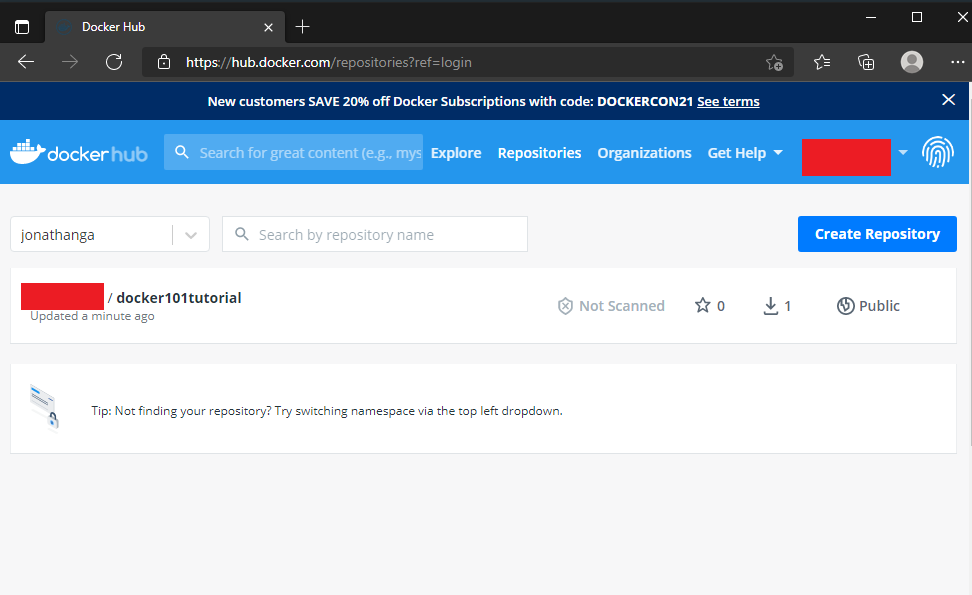 Docker Hub
https://hub.docker.com/repositories?ref=login
New customers SAVE 20% off Docker Subscriptions with code: DOCKERCON21 See terms
docker hub Search for great content (e.g., mys Explore Repositories Organizations Get Help
jonathanga Search by repository name Create Repository
/ docker101tutorial Not Scanned 0 1 Public
Updated a minute ago
Tip: Not finding your repository? Try switching namespace via the top left dropdown.